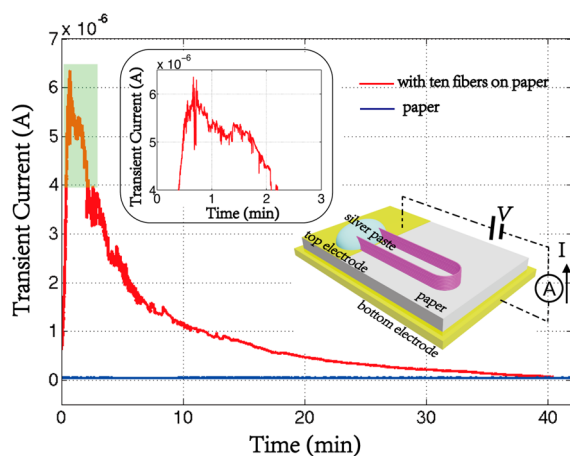 × 10⁻⁶
7
6
5
4
3
2
1
0
Transient Current (A)
0
10
20
30
40
Time (min)
× 10⁻⁶
6
5
4
Transient Current (A)
0
1
2
3
Time (min)
with ten fibers on paper
paper
V
I
A
silver paste
top electrode
paper
bottom electrode